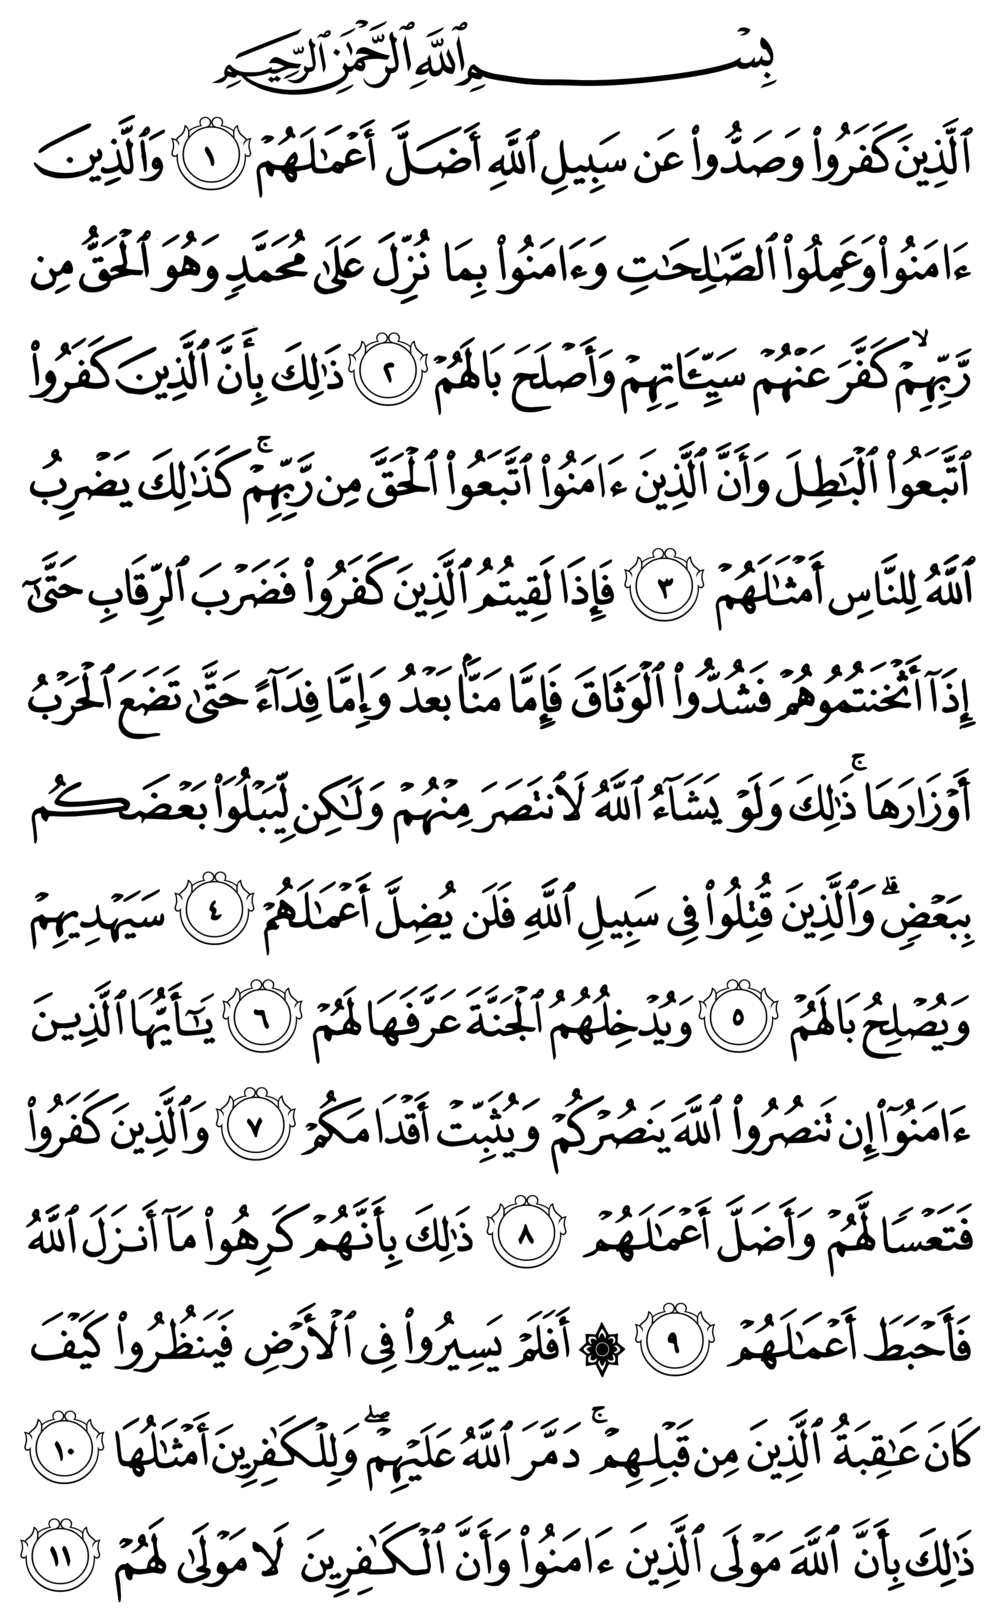 بِسْمِ ٱللَّهِ ٱلرَّحْمَٰنِ ٱلرَّحِيمِ
ٱلَّذِينَ كَفَرُوا۟ وَصَدُّوا۟ عَن سَبِيلِ ٱللَّهِ أَضَلَّ أَعْمَٰلَهُمْ ١ وَٱلَّذِينَ
ءَامَنُوا۟ وَعَمِلُوا۟ ٱلصَّٰلِحَٰتِ وَءَامَنُوا۟ بِمَا نُزِّلَ عَلَىٰ مُحَمَّدٍ وَهُوَ ٱلْحَقُّ مِن
رَّبِّهِمْ ۙ كَفَّرَ عَنْهُمْ سَيِّـَٔاتِهِمْ وَأَصْلَحَ بَالَهُمْ ٢ ذَٰلِكَ بِأَنَّ ٱلَّذِينَ كَفَرُوا۟
ٱتَّبَعُوا۟ ٱلْبَٰطِلَ وَأَنَّ ٱلَّذِينَ ءَامَنُوا۟ ٱتَّبَعُوا۟ ٱلْحَقَّ مِن رَّبِّهِمْ ۚ كَذَٰلِكَ يَضْرِبُ
ٱللَّهُ لِلنَّاسِ أَمْثَٰلَهُمْ ٣ فَإِذَا لَقِيتُمُ ٱلَّذِينَ كَفَرُوا۟ فَضَرْبَ ٱلرِّقَابِ حَتَّىٰٓ
إِذَآ أَثْخَنتُمُوهُمْ فَشُدُّوا۟ ٱلْوَثَاقَ فَإِمَّا مَنًّۢا بَعْدُ وَإِمَّا فِدَآءً حَتَّىٰ تَضَعَ ٱلْحَرْبُ
أَوْزَارَهَا ۚ ذَٰلِكَ وَلَوْ يَشَآءُ ٱللَّهُ لَٱنتَصَرَ مِنْهُمْ وَلَٰكِن لِّيَبْلُوَا۟ بَعْضَكُم
بِبَعْضٍ ۗ وَٱلَّذِينَ قُتِلُوا۟ فِى سَبِيلِ ٱللَّهِ فَلَن يُضِلَّ أَعْمَٰلَهُمْ ٤ سَيَهْدِيهِمْ
وَيُصْلِحُ بَالَهُمْ ٥ وَيُدْخِلُهُمُ ٱلْجَنَّةَ عَرَّفَهَا لَهُمْ ٦ يَٰٓأَيُّهَا ٱلَّذِينَ
ءَامَنُوٓا۟ إِن تَنصُرُوا۟ ٱللَّهَ يَنصُرْكُمْ وَيُثَبِّتْ أَقْدَامَكُمْ ٧ وَٱلَّذِينَ كَفَرُوا۟
فَتَعْسًا لَّهُمْ وَأَضَلَّ أَعْمَٰلَهُمْ ٨ ذَٰلِكَ بِأَنَّهُمْ كَرِهُوا۟ مَآ أَنزَلَ ٱللَّهُ
فَأَحْبَطَ أَعْمَٰلَهُمْ ٩ ۞ أَفَلَمْ يَسِيرُوا۟ فِى ٱلْأَرْضِ فَيَنظُرُوا۟ كَيْفَ
كَانَ عَٰقِبَةُ ٱلَّذِينَ مِن قَبْلِهِمْ ۚ دَمَّرَ ٱللَّهُ عَلَيْهِمْ ۖ وَلِلْكَٰفِرِينَ أَمْثَٰلُهَا ١٠
ذَٰلِكَ بِأَنَّ ٱللَّهَ مَوْلَى ٱلَّذِينَ ءَامَنُوا۟ وَأَنَّ ٱلْكَٰفِرِينَ لَا مَوْلَىٰ لَهُمْ ١١